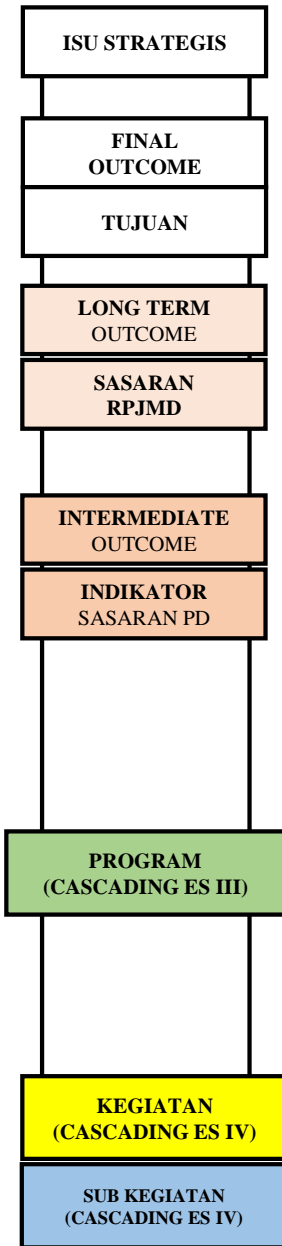 ISU STRATEGIS
FINAL
OUTCOME
TUJUAN
LONG TERM
OUTCOME
SASARAN
RPJMD
INTERMEDIATE
OUTCOME
INDIKATOR
SASARAN PD
PROGRAM
(CASCADING ES III)
KEGIATAN
(CASCADING ES IV)
SUB KEGIATAN
(CASCADING ES IV)